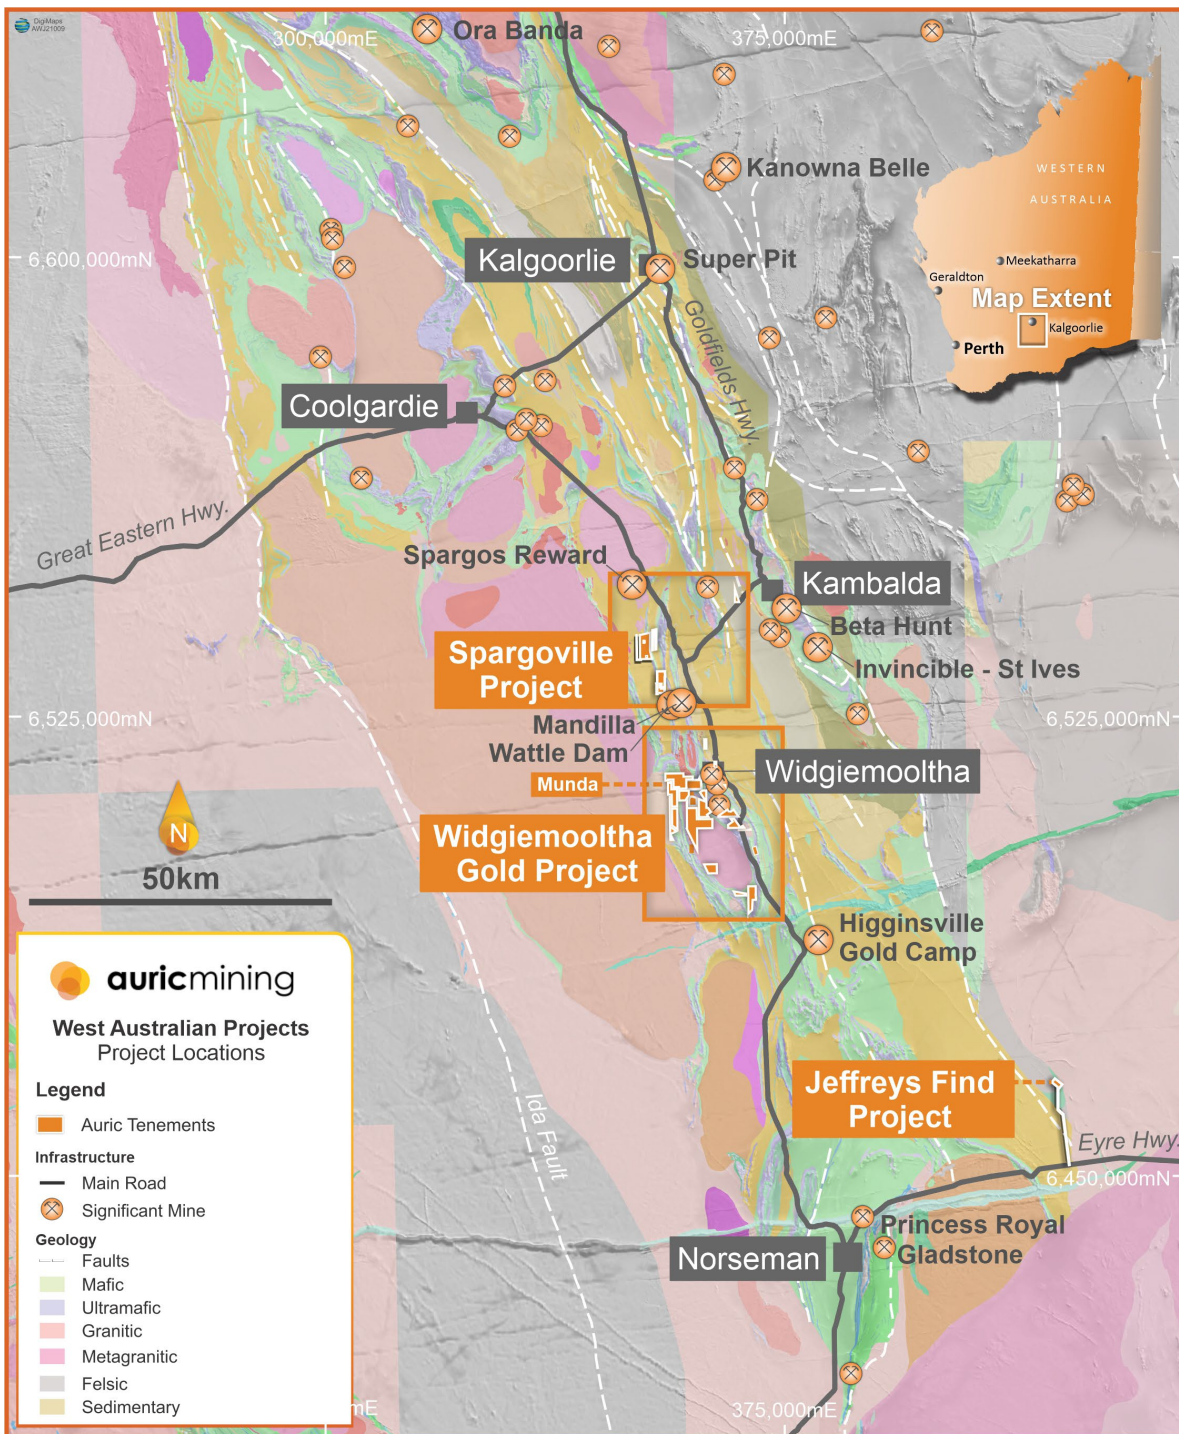 DigiMaps
AWJ21009
300,000mE
Ora Banda
375,000mE
Kanowna Belle
WESTERN
AUSTRALIA
Meekatharra
Geraldton
Map Extent
Kalgoorlie
Perth
6,600,000mN
Kalgoorlie
Super Pit
Goldfields Hwy.
Coolgardie
Great Eastern Hwy.
Spargos Reward
Kambalda
Beta Hunt
Invincible - St Ives
Spargoville
Project
6,525,000mN
6,525,000mN
Mandilla
Wattle Dam
Widgiemooltha
Munda
Widgiemooltha
Gold Project
N
50km
Higginsville
Gold Camp
Jeffreys Find
Project
Ida Fault
Eyre Hwy.
6,450,000mN
Princess Royal
Gladstone
Norseman
375,000mE
mE
auricmining
West Australian Projects
Project Locations
Legend
Auric Tenements
Infrastructure
Main Road
Significant Mine
Geology
Faults
Mafic
Ultramafic
Granitic
Metagranitic
Felsic
Sedimentary